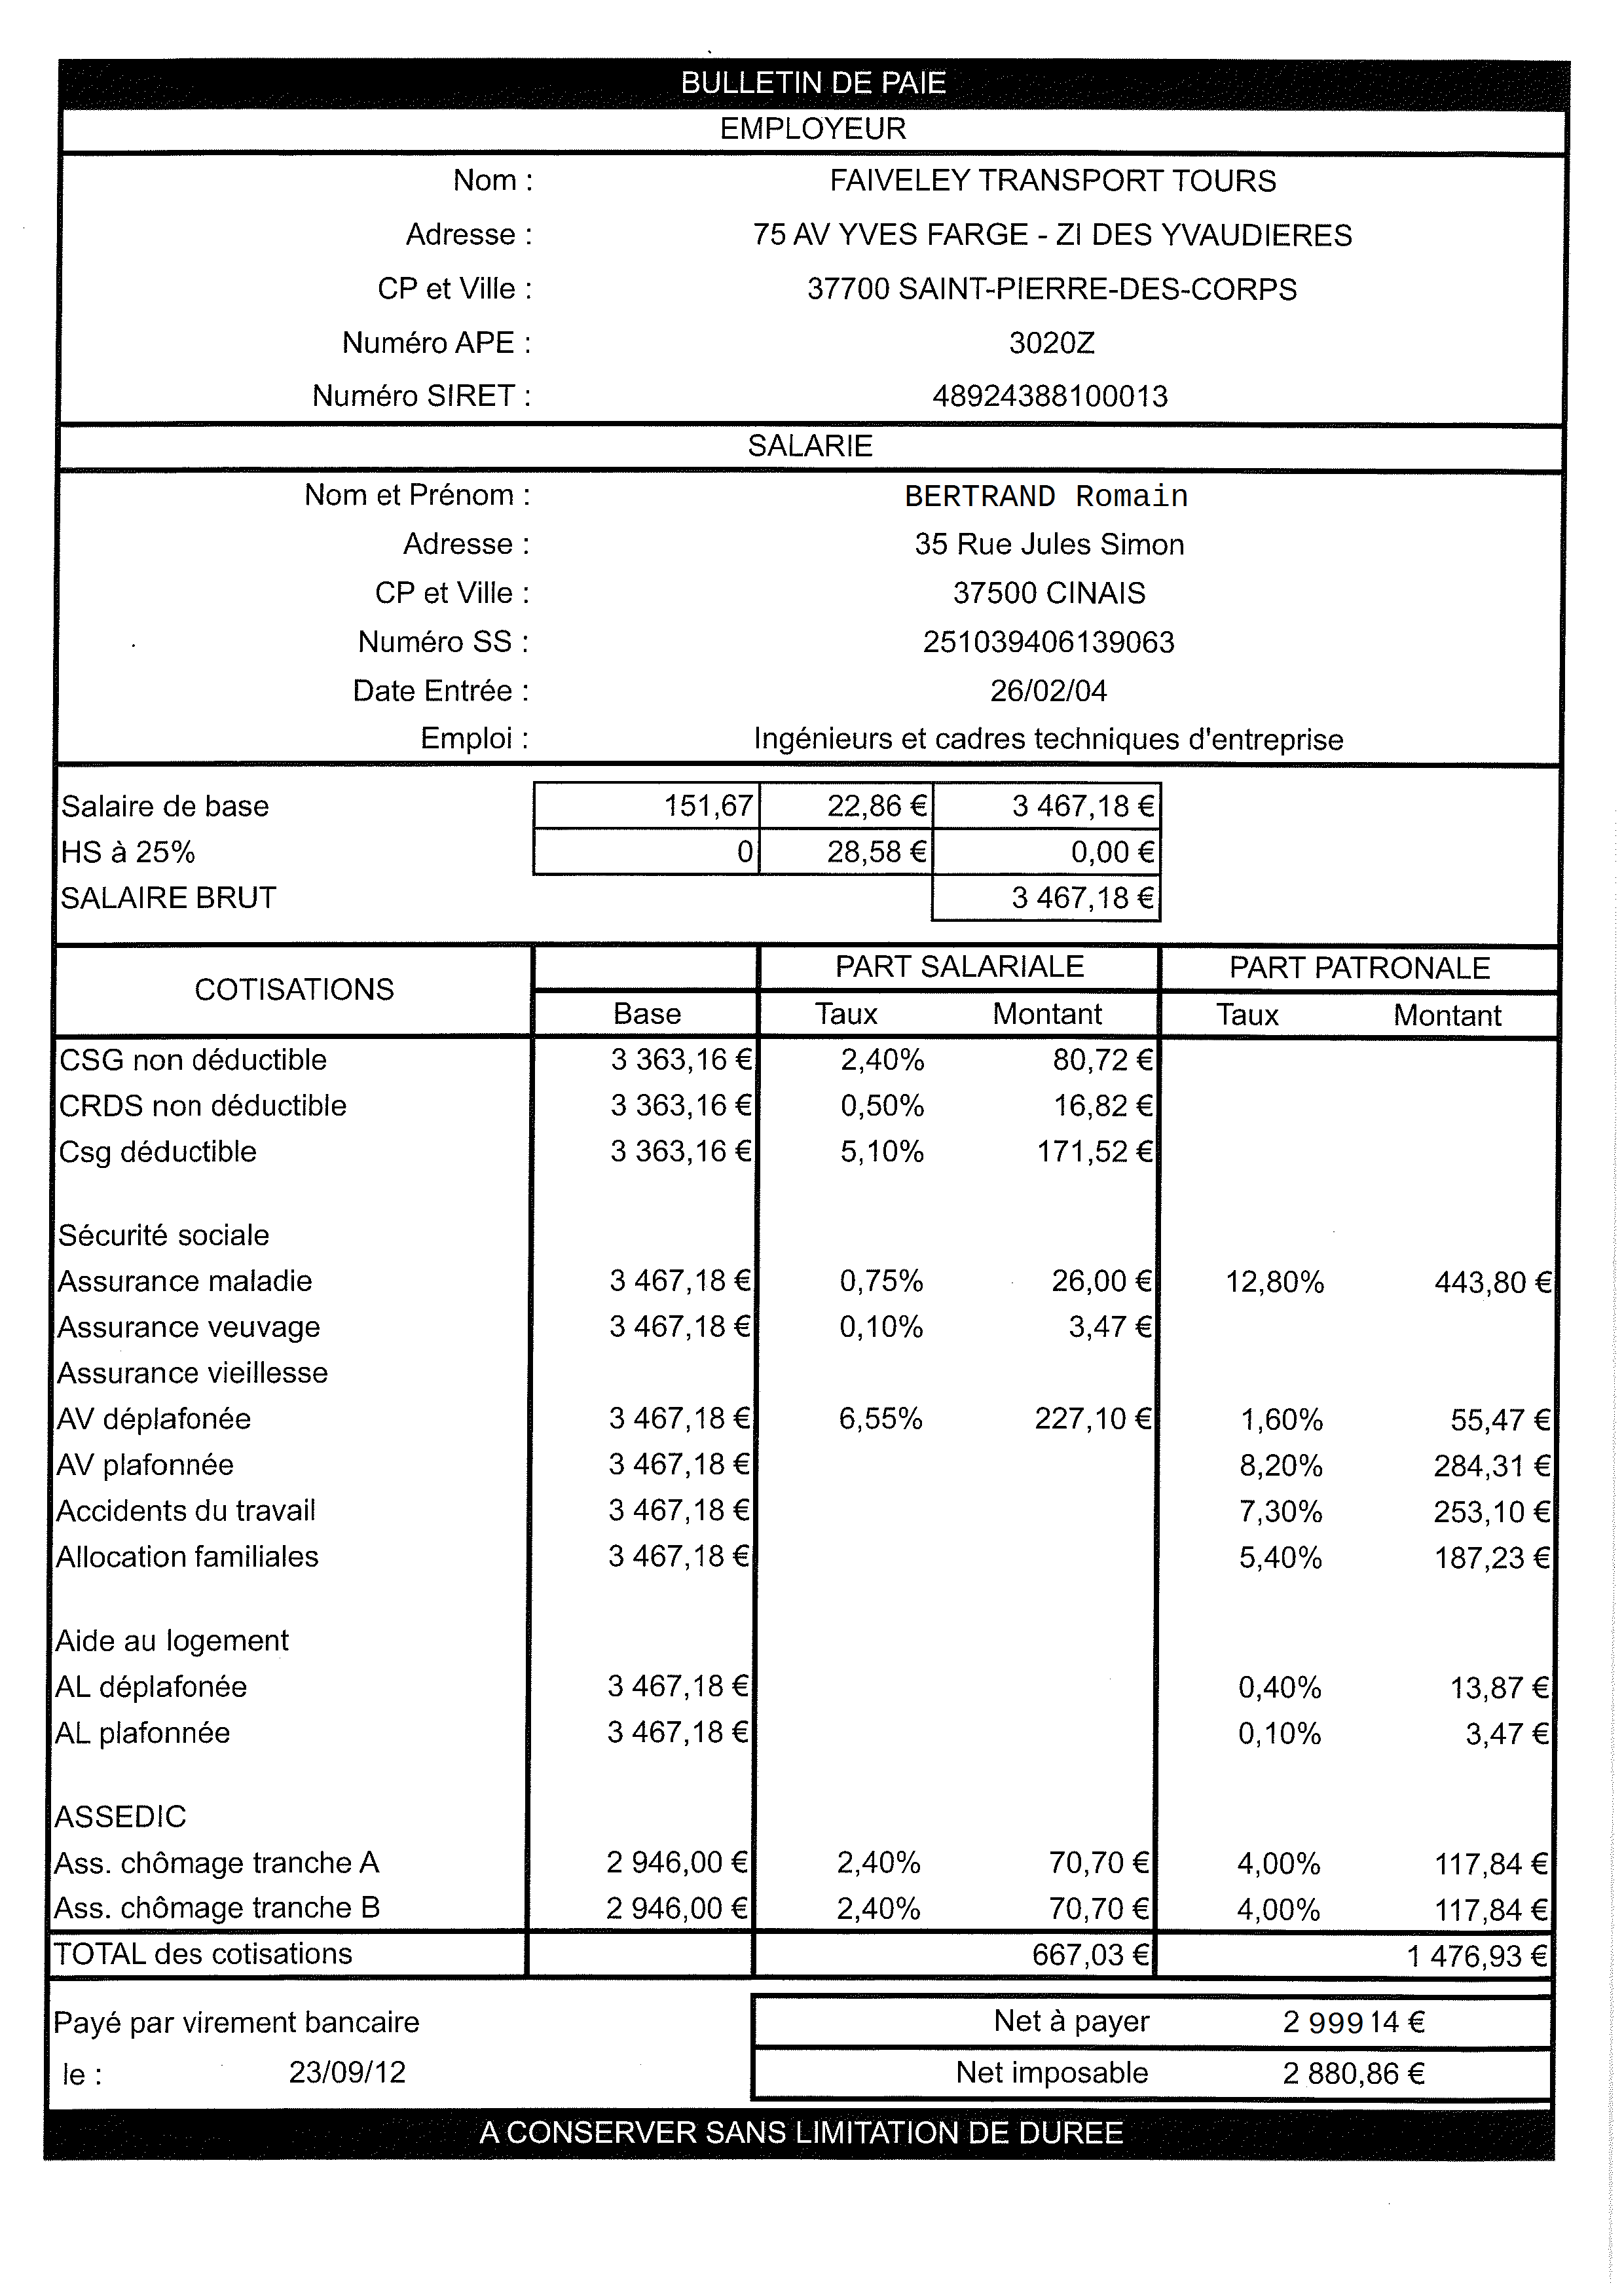 BULLETIN DE PAIE
EMPLOYEUR
Nom : FAIVELEY TRANSPORT TOURS
Adresse : 75 AV YVES FARGE - ZI DES YVAUDIERES
CP et Ville : 37700 SAINT-PIERRE-DES-CORPS
Numéro APE : 3020Z
Numéro SIRET : 48924388100013
SALARIE
Nom et Prénom : BERTRAND Romain
Adresse : 35 Rue Jules Simon
CP et Ville : 37500 CINAIS
Numéro SS : 251039406139063
Date Entrée : 26/02/04
Emploi : Ingénieurs et cadres techniques d'entreprise
Salaire de base 151,67 22,86 € 3 467,18 €
HS à 25% 0 28,58 € 0,00 €
SALAIRE BRUT 3 467,18 €
PART SALARIALE PART PATRONALE
COTISATIONS
Base Taux Montant Taux Montant
CSG non déductible 3 363,16 € 2,40% 80,72 €
CRDS non déductible 3 363,16 € 0,50% 16,82 €
Csg déductible 3 363,16 € 5,10% 171,52 €
Sécurité sociale
Assurance maladie 3 467,18 € 0,75% 26,00 € 12,80% 443,80 €
Assurance veuvage 3 467,18 € 0,10% 3,47 €
Assurance vieillesse
AV déplafonée 3 467,18 € 6,55% 227,10 € 1,60% 55,47 €
AV plafonnée 3 467,18 € 8,20% 284,31 €
Accidents du travail 3 467,18 € 7,30% 253,10 €
Allocation familiales 3 467,18 € 5,40% 187,23 €
Aide au logement
AL déplafonée 3 467,18 € 0,40% 13,87 €
AL plafonnée 3 467,18 € 0,10% 3,47 €
ASSEDIC
Ass. chômage tranche A 2 946,00 € 2,40% 70,70 € 4,00% 117,84 €
Ass. chômage tranche B 2 946,00 € 2,40% 70,70 € 4,00% 117,84 €
TOTAL des cotisations 667,03 € 1 476,93 €
Payé par virement bancaire Net à payer 2 999 14 €
le : 23/09/12 Net imposable 2 880,86 €
A CONSERVER SANS LIMITATION DE DUREE